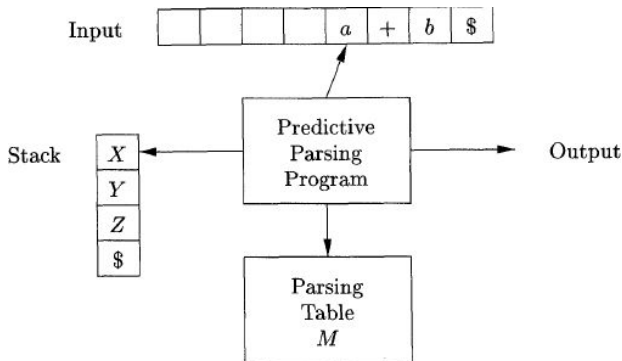 Input
a + b $
Predictive
Parsing
Program
Stack
X
Y
Z
$
Output
Parsing
Table
M